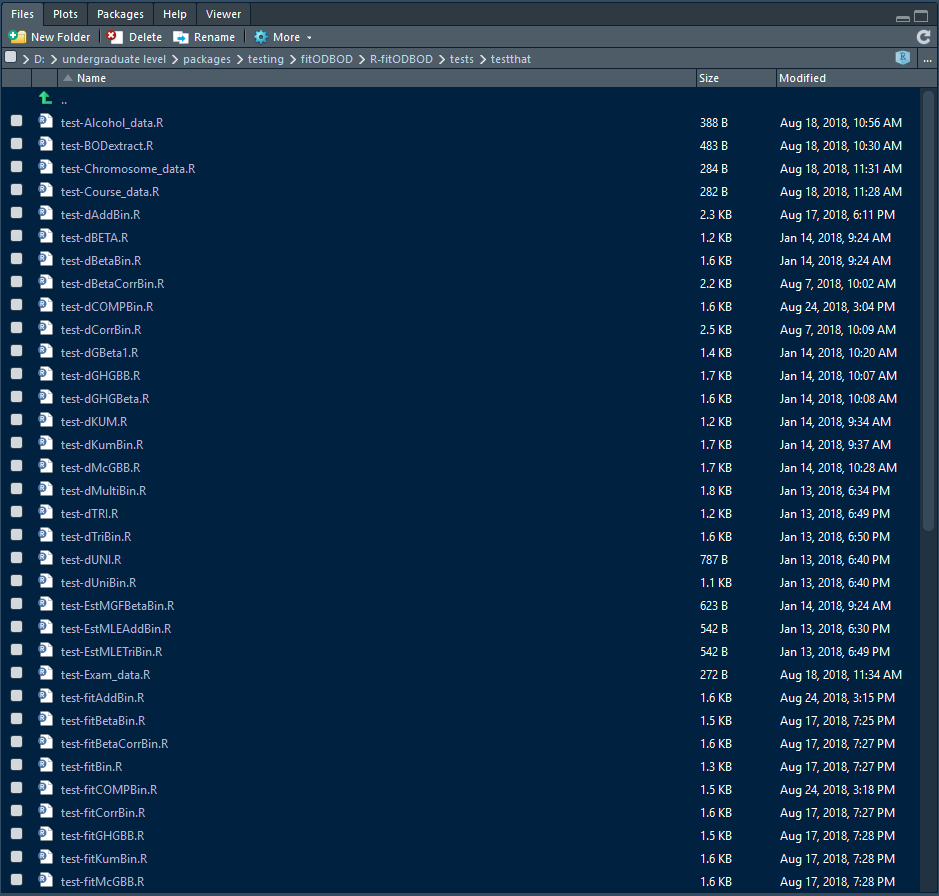 Files Plots Packages Help Viewer
New Folder Delete Rename More
D: undergraduate level packages testing fitODBOD R-fitODBOD tests testthat R ...
Name Size Modified
..
test-Alcohol_data.R 388 B Aug 18, 2018, 10:56 AM
test-BODextract.R 483 B Aug 18, 2018, 10:30 AM
test-Chromosome_data.R 284 B Aug 18, 2018, 11:31 AM
test-Course_data.R 282 B Aug 18, 2018, 11:28 AM
test-dAddBin.R 2.3 KB Aug 17, 2018, 6:11 PM
test-dBETA.R 1.2 KB Jan 14, 2018, 9:24 AM
test-dBetaBin.R 1.6 KB Jan 14, 2018, 9:24 AM
test-dBetaCorrBin.R 2.2 KB Aug 7, 2018, 10:02 AM
test-dCOMPBin.R 1.6 KB Aug 24, 2018, 3:04 PM
test-dCorrBin.R 2.5 KB Aug 7, 2018, 10:09 AM
test-dGBeta1.R 1.4 KB Jan 14, 2018, 10:20 AM
test-dGHGBB.R 1.7 KB Jan 14, 2018, 10:07 AM
test-dGHGBeta.R 1.6 KB Jan 14, 2018, 10:08 AM
test-dKUM.R 1.2 KB Jan 14, 2018, 9:34 AM
test-dKumBin.R 1.7 KB Jan 14, 2018, 9:37 AM
test-dMcGBB.R 1.7 KB Jan 14, 2018, 10:28 AM
test-dMultiBin.R 1.8 KB Jan 13, 2018, 6:34 PM
test-dTRI.R 1.2 KB Jan 13, 2018, 6:49 PM
test-dTriBin.R 1.6 KB Jan 13, 2018, 6:50 PM
test-dUNI.R 787 B Jan 13, 2018, 6:40 PM
test-dUniBin.R 1.1 KB Jan 13, 2018, 6:40 PM
test-EstMGFBetaBin.R 623 B Jan 14, 2018, 9:24 AM
test-EstMLEAddBin.R 542 B Jan 13, 2018, 6:30 PM
test-EstMLETriBin.R 542 B Jan 13, 2018, 6:49 PM
test-Exam_data.R 272 B Aug 18, 2018, 11:34 AM
test-fitAddBin.R 1.6 KB Aug 24, 2018, 3:15 PM
test-fitBetaBin.R 1.5 KB Aug 17, 2018, 7:25 PM
test-fitBetaCorrBin.R 1.6 KB Aug 17, 2018, 7:27 PM
test-fitBin.R 1.3 KB Aug 17, 2018, 7:27 PM
test-fitCOMPBin.R 1.5 KB Aug 24, 2018, 3:18 PM
test-fitCorrBin.R 1.6 KB Aug 17, 2018, 7:27 PM
test-fitGHGBB.R 1.5 KB Aug 17, 2018, 7:28 PM
test-fitKumBin.R 1.6 KB Aug 17, 2018, 7:28 PM
test-fitMcGBB.R 1.6 KB Aug 17, 2018, 7:28 PM